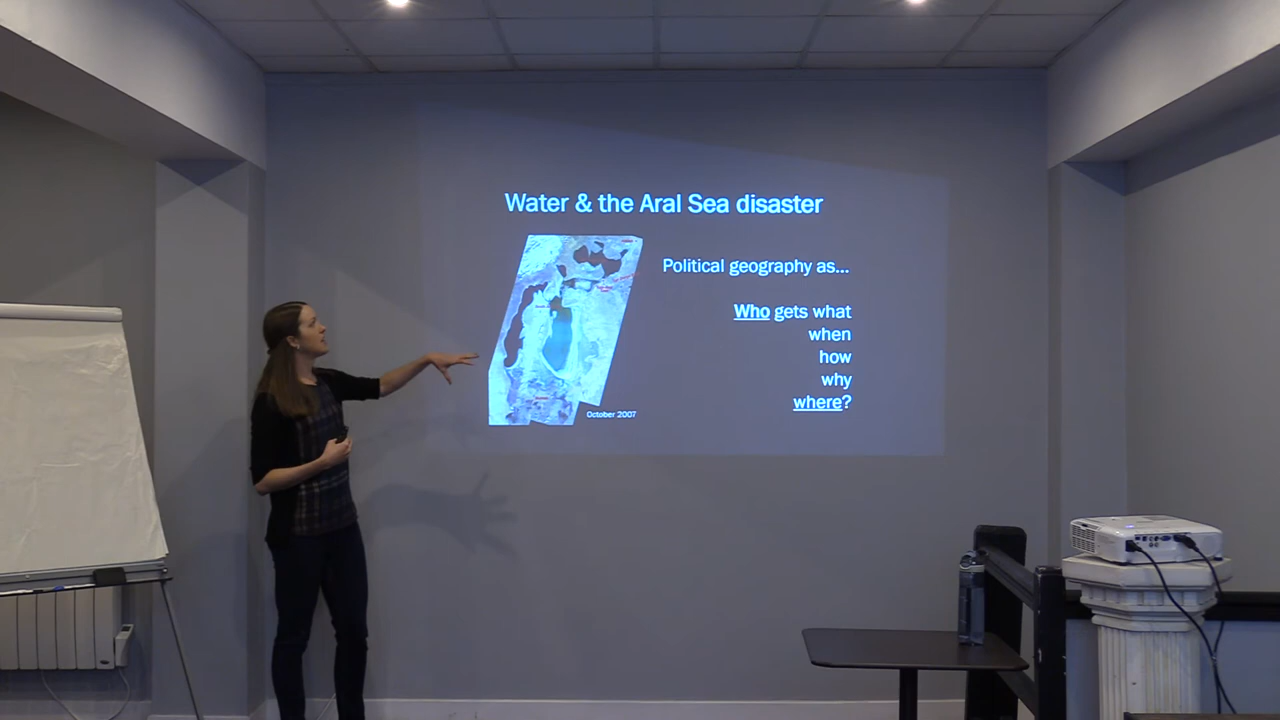 Water & the Aral Sea disaster
Political geography as...
Who gets what
when
how
why
where?
October 2007